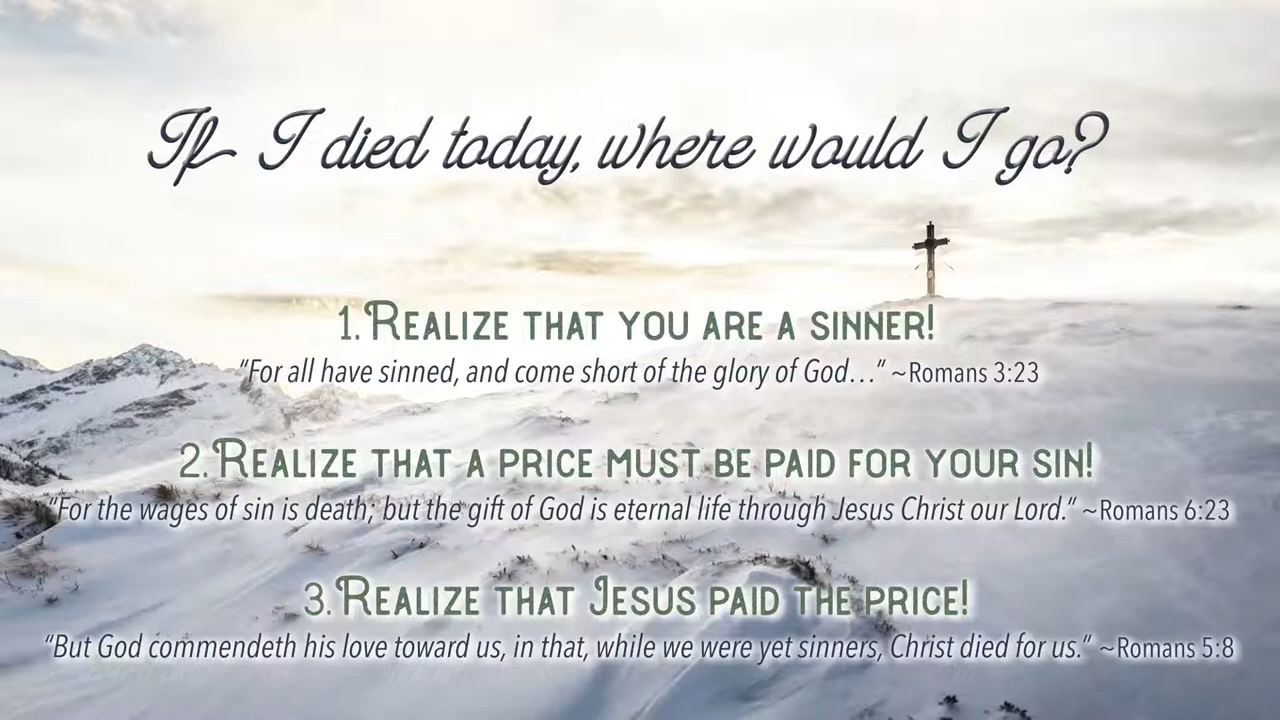 If I died today, where would I go?
1. Realize that you are a sinner!
"For all have sinned, and come short of the glory of God…" ~Romans 3:23
2. Realize that a price must be paid for your sin!
"For the wages of sin is death; but the gift of God is eternal life through Jesus Christ our Lord." ~Romans 6:23
3. Realize that Jesus paid the price!
"But God commendeth his love toward us, in that, while we were yet sinners, Christ died for us." ~Romans 5:8